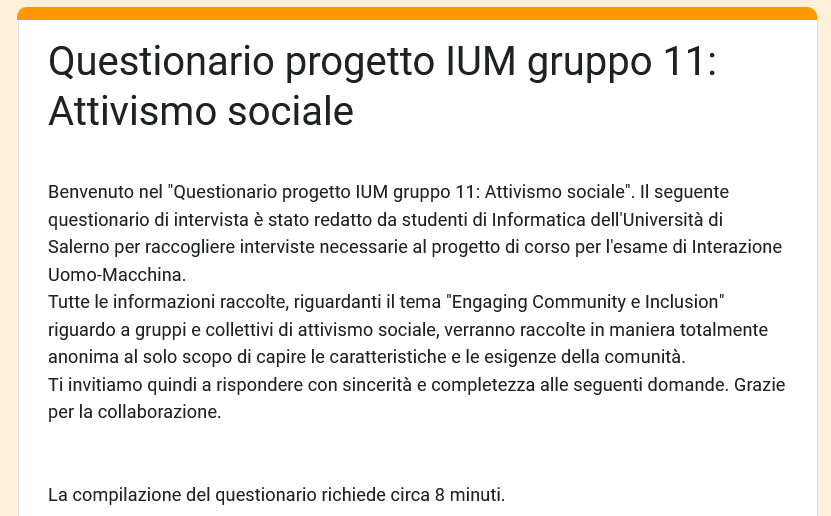 Questionario progetto IUM gruppo 11:
Attivismo sociale
Benvenuto nel "Questionario progetto IUM gruppo 11: Attivismo sociale". Il seguente
questionario di intervista è stato redatto da studenti di Informatica dell'Università di
Salerno per raccogliere interviste necessarie al progetto di corso per l'esame di Interazione
Uomo-Macchina.
Tutte le informazioni raccolte, riguardanti il tema "Engaging Community e Inclusion"
riguardo a gruppi e collettivi di attivismo sociale, verranno raccolte in maniera totalmente
anonima al solo scopo di capire le caratteristiche e le esigenze della comunità.
Ti invitiamo quindi a rispondere con sincerità e completezza alle seguenti domande. Grazie
per la collaborazione.
La compilazione del questionario richiede circa 8 minuti.